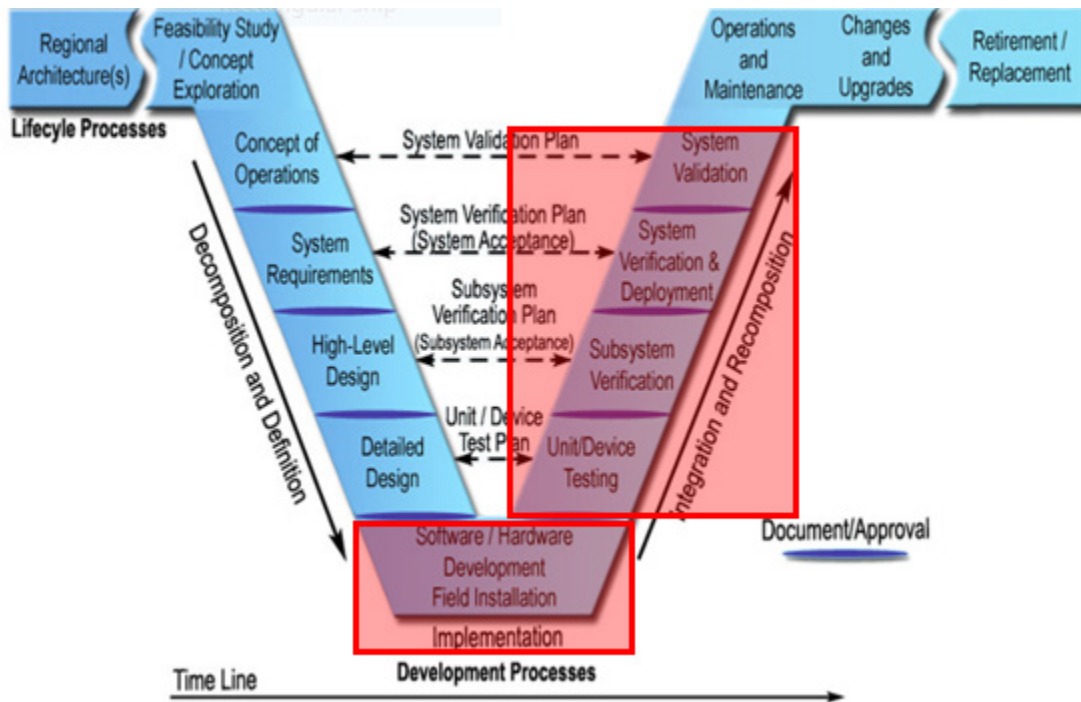 Rectangular ship
Regional
Architecture(s)
Feasibility Study
/ Concept
Exploration
Operations
and
Maintenance
Changes
and
Upgrades
Retirement /
Replacement
Lifecyle Processes
Concept of
Operations
System Validation Plan
System
Validation
System
Requirements
System Verification Plan
(System Acceptance)
System
Verification &
Deployment
High-Level
Design
Subsystem
Verification Plan
(Subsystem Acceptance)
Subsystem
Verification
Detailed
Design
Unit / Device
Test Plan
Unit/Device
Testing
Decomposition and Definition
Integration and Recomposition
Software / Hardware
Development
Field Installation
Implementation
Document/Approval
Development Processes
Time Line